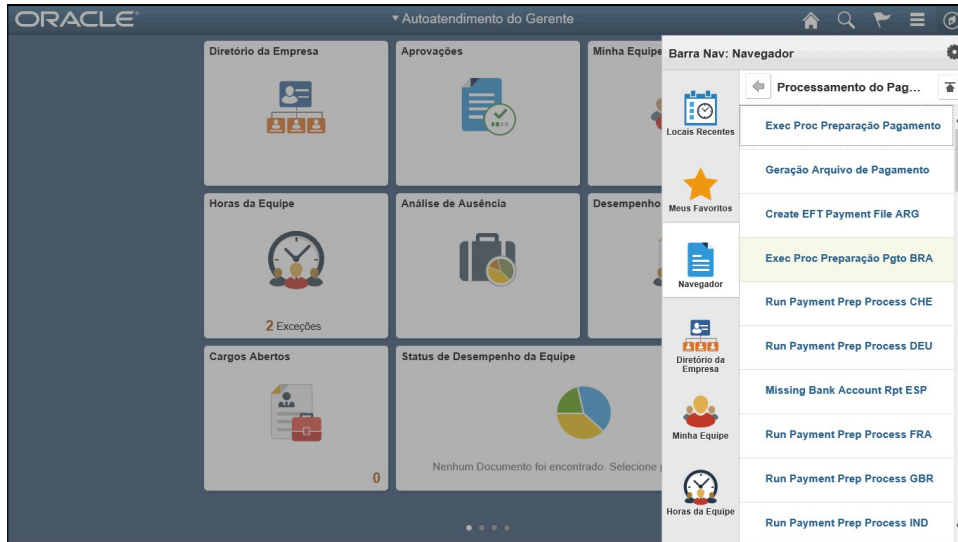 ORACLE
Autoatendimento do Gerente
Diretório da Empresa
Aprovações
Minha Equipe
Horas da Equipe
2 Exceções
Análise de Ausência
Desempenho
Cargos Abertos
0
Status de Desempenho da Equipe
Nenhum Documento foi encontrado. Selecione
Barra Nav: Navegador
Locais Recentes
Meus Favoritos
Navegador
Diretório da
Empresa
Minha Equipe
Horas da Equipe
Processamento do Pag...
Exec Proc Preparação Pagamento
Geração Arquivo de Pagamento
Create EFT Payment File ARG
Exec Proc Preparação Pgto BRA
Run Payment Prep Process CHE
Run Payment Prep Process DEU
Missing Bank Account Rpt ESP
Run Payment Prep Process FRA
Run Payment Prep Process GBR
Run Payment Prep Process IND